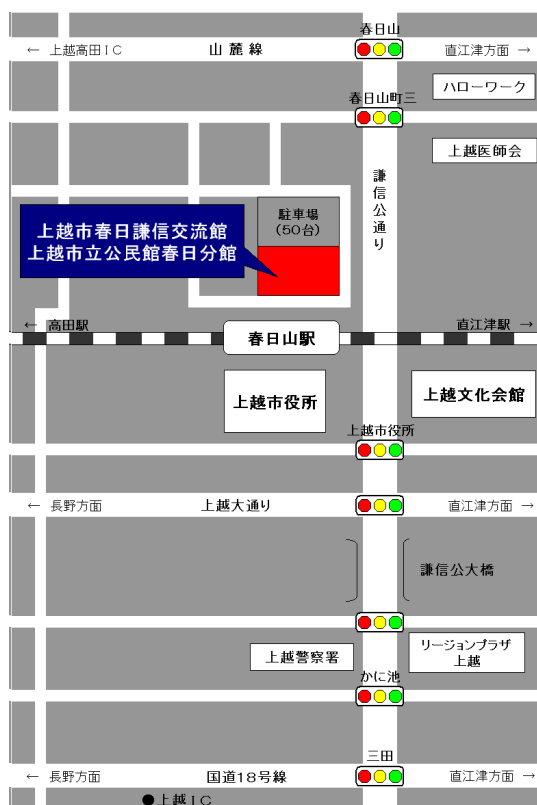 春日山
← 上越高田IC
山麓線
直江津方面 →
ハローワーク
春日山町三
上越医師会
謙信公通り
駐車場
(50台)
上越市春日謙信交流館
上越市立公民館春日分館
← 高田駅
直江津駅 →
春日山駅
上越市役所
上越文化会館
上越市役所
← 長野方面
上越大通り
直江津方面 →
謙信公大橋
上越警察署
リージョンプラザ
上越
かに池
三田
← 長野方面
国道18号線
直江津方面 →
●上越IC